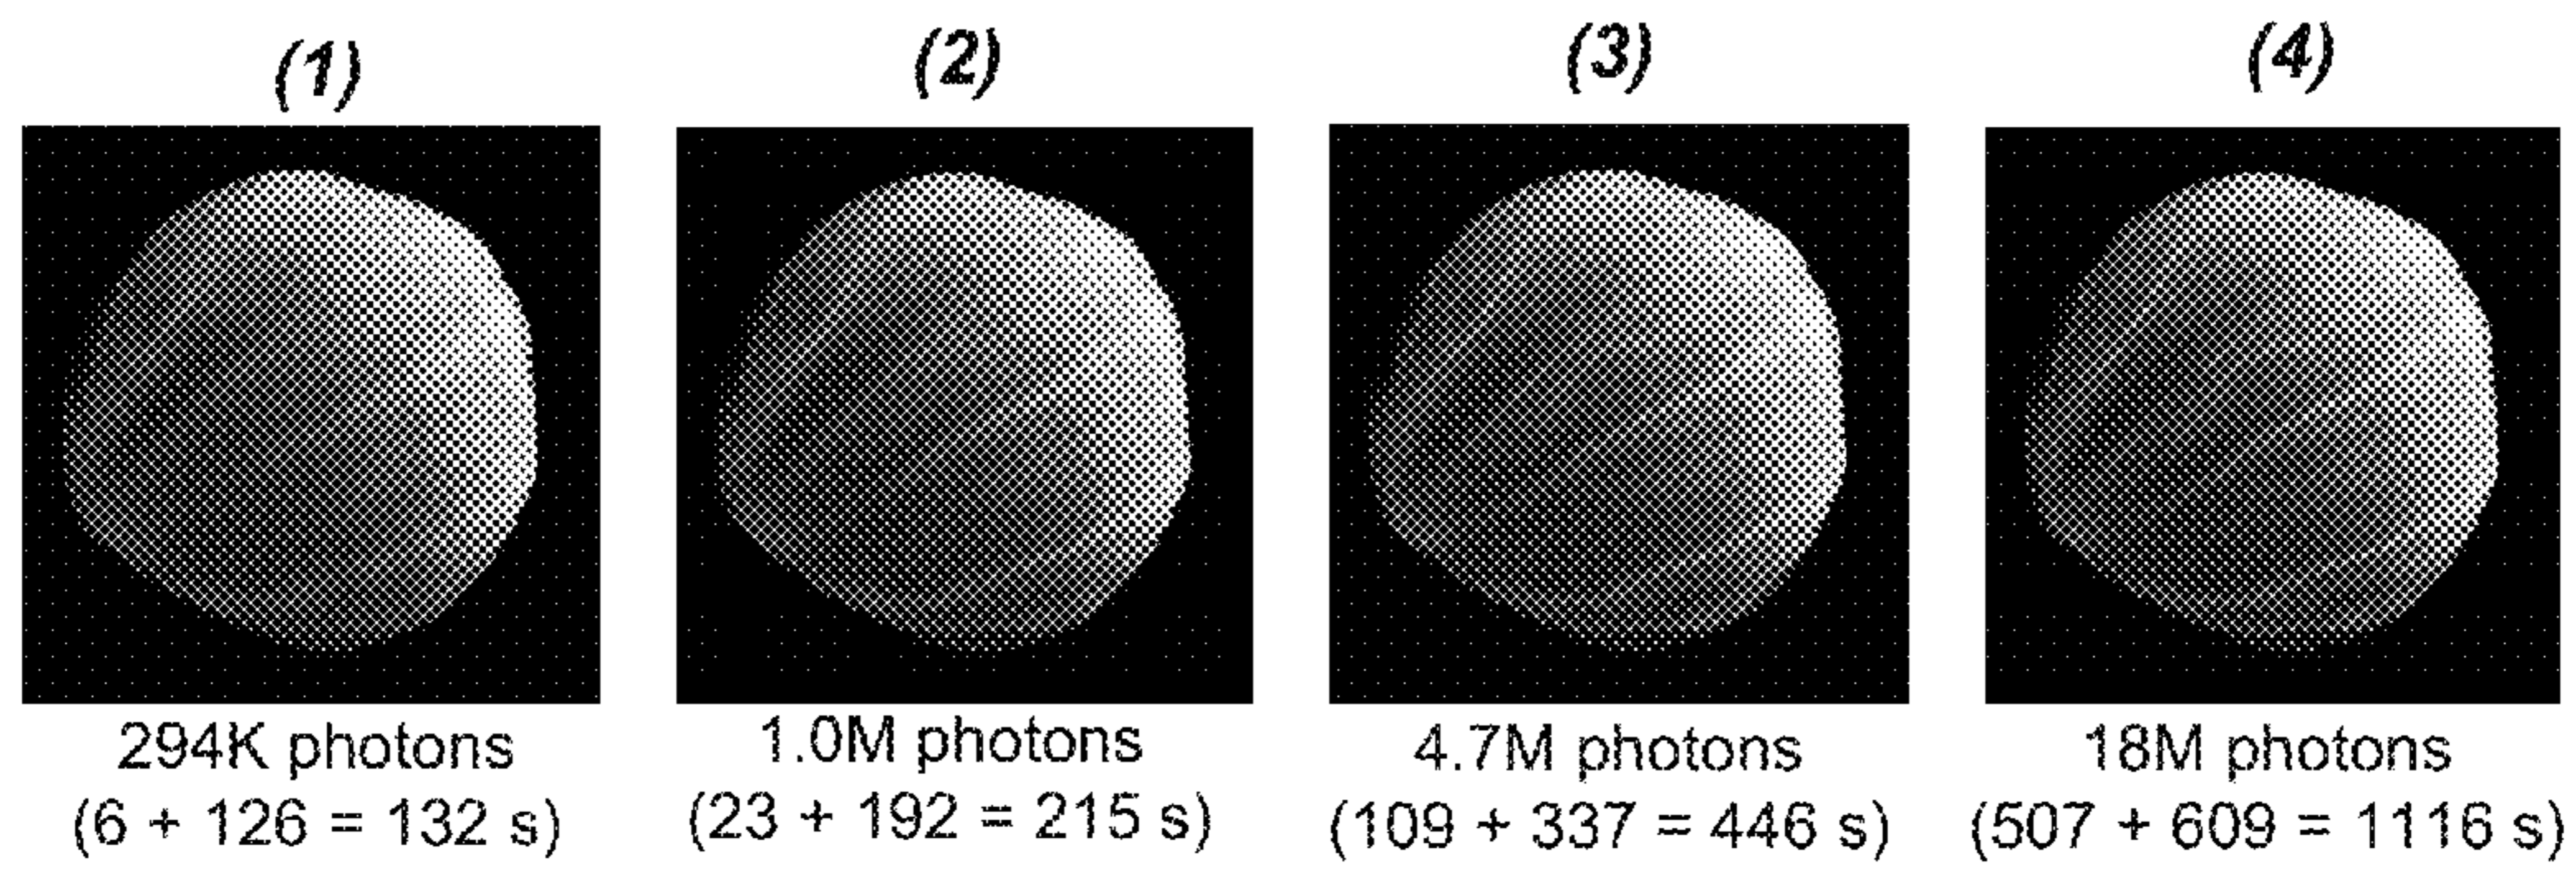 (1)
(2)
(3)
(4)
294K photons
(6 + 126 = 132 s)
1.0M photons
(23 + 192 = 215 s)
4.7M photons
(109 + 337 = 446 s)
18M photons
(507 + 609 = 1116 s)